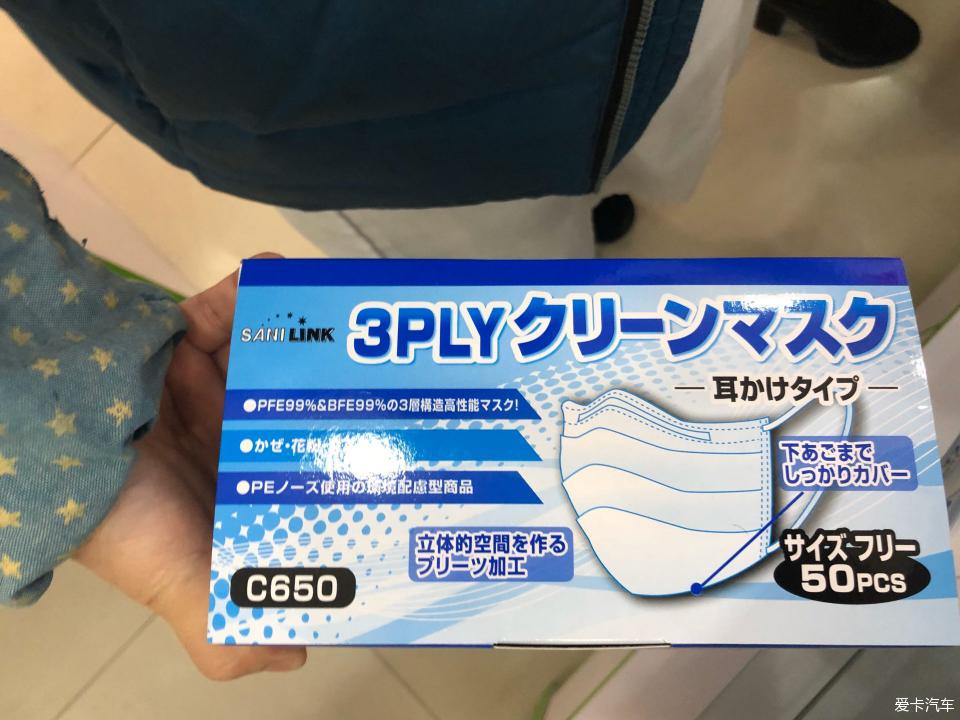 SANI LINK
3PLYクリーンマスク
耳かけタイプ
●PFE99%&BFE99%の3層構造高性能マスク!
●かぜ・花粉
●PEノーズ使用の環境配慮型商品
下あごまで
しっかりカバー
立体的空間を作る
プリーツ加工
サイズ フリー
50PCS
C650
爱卡汽车